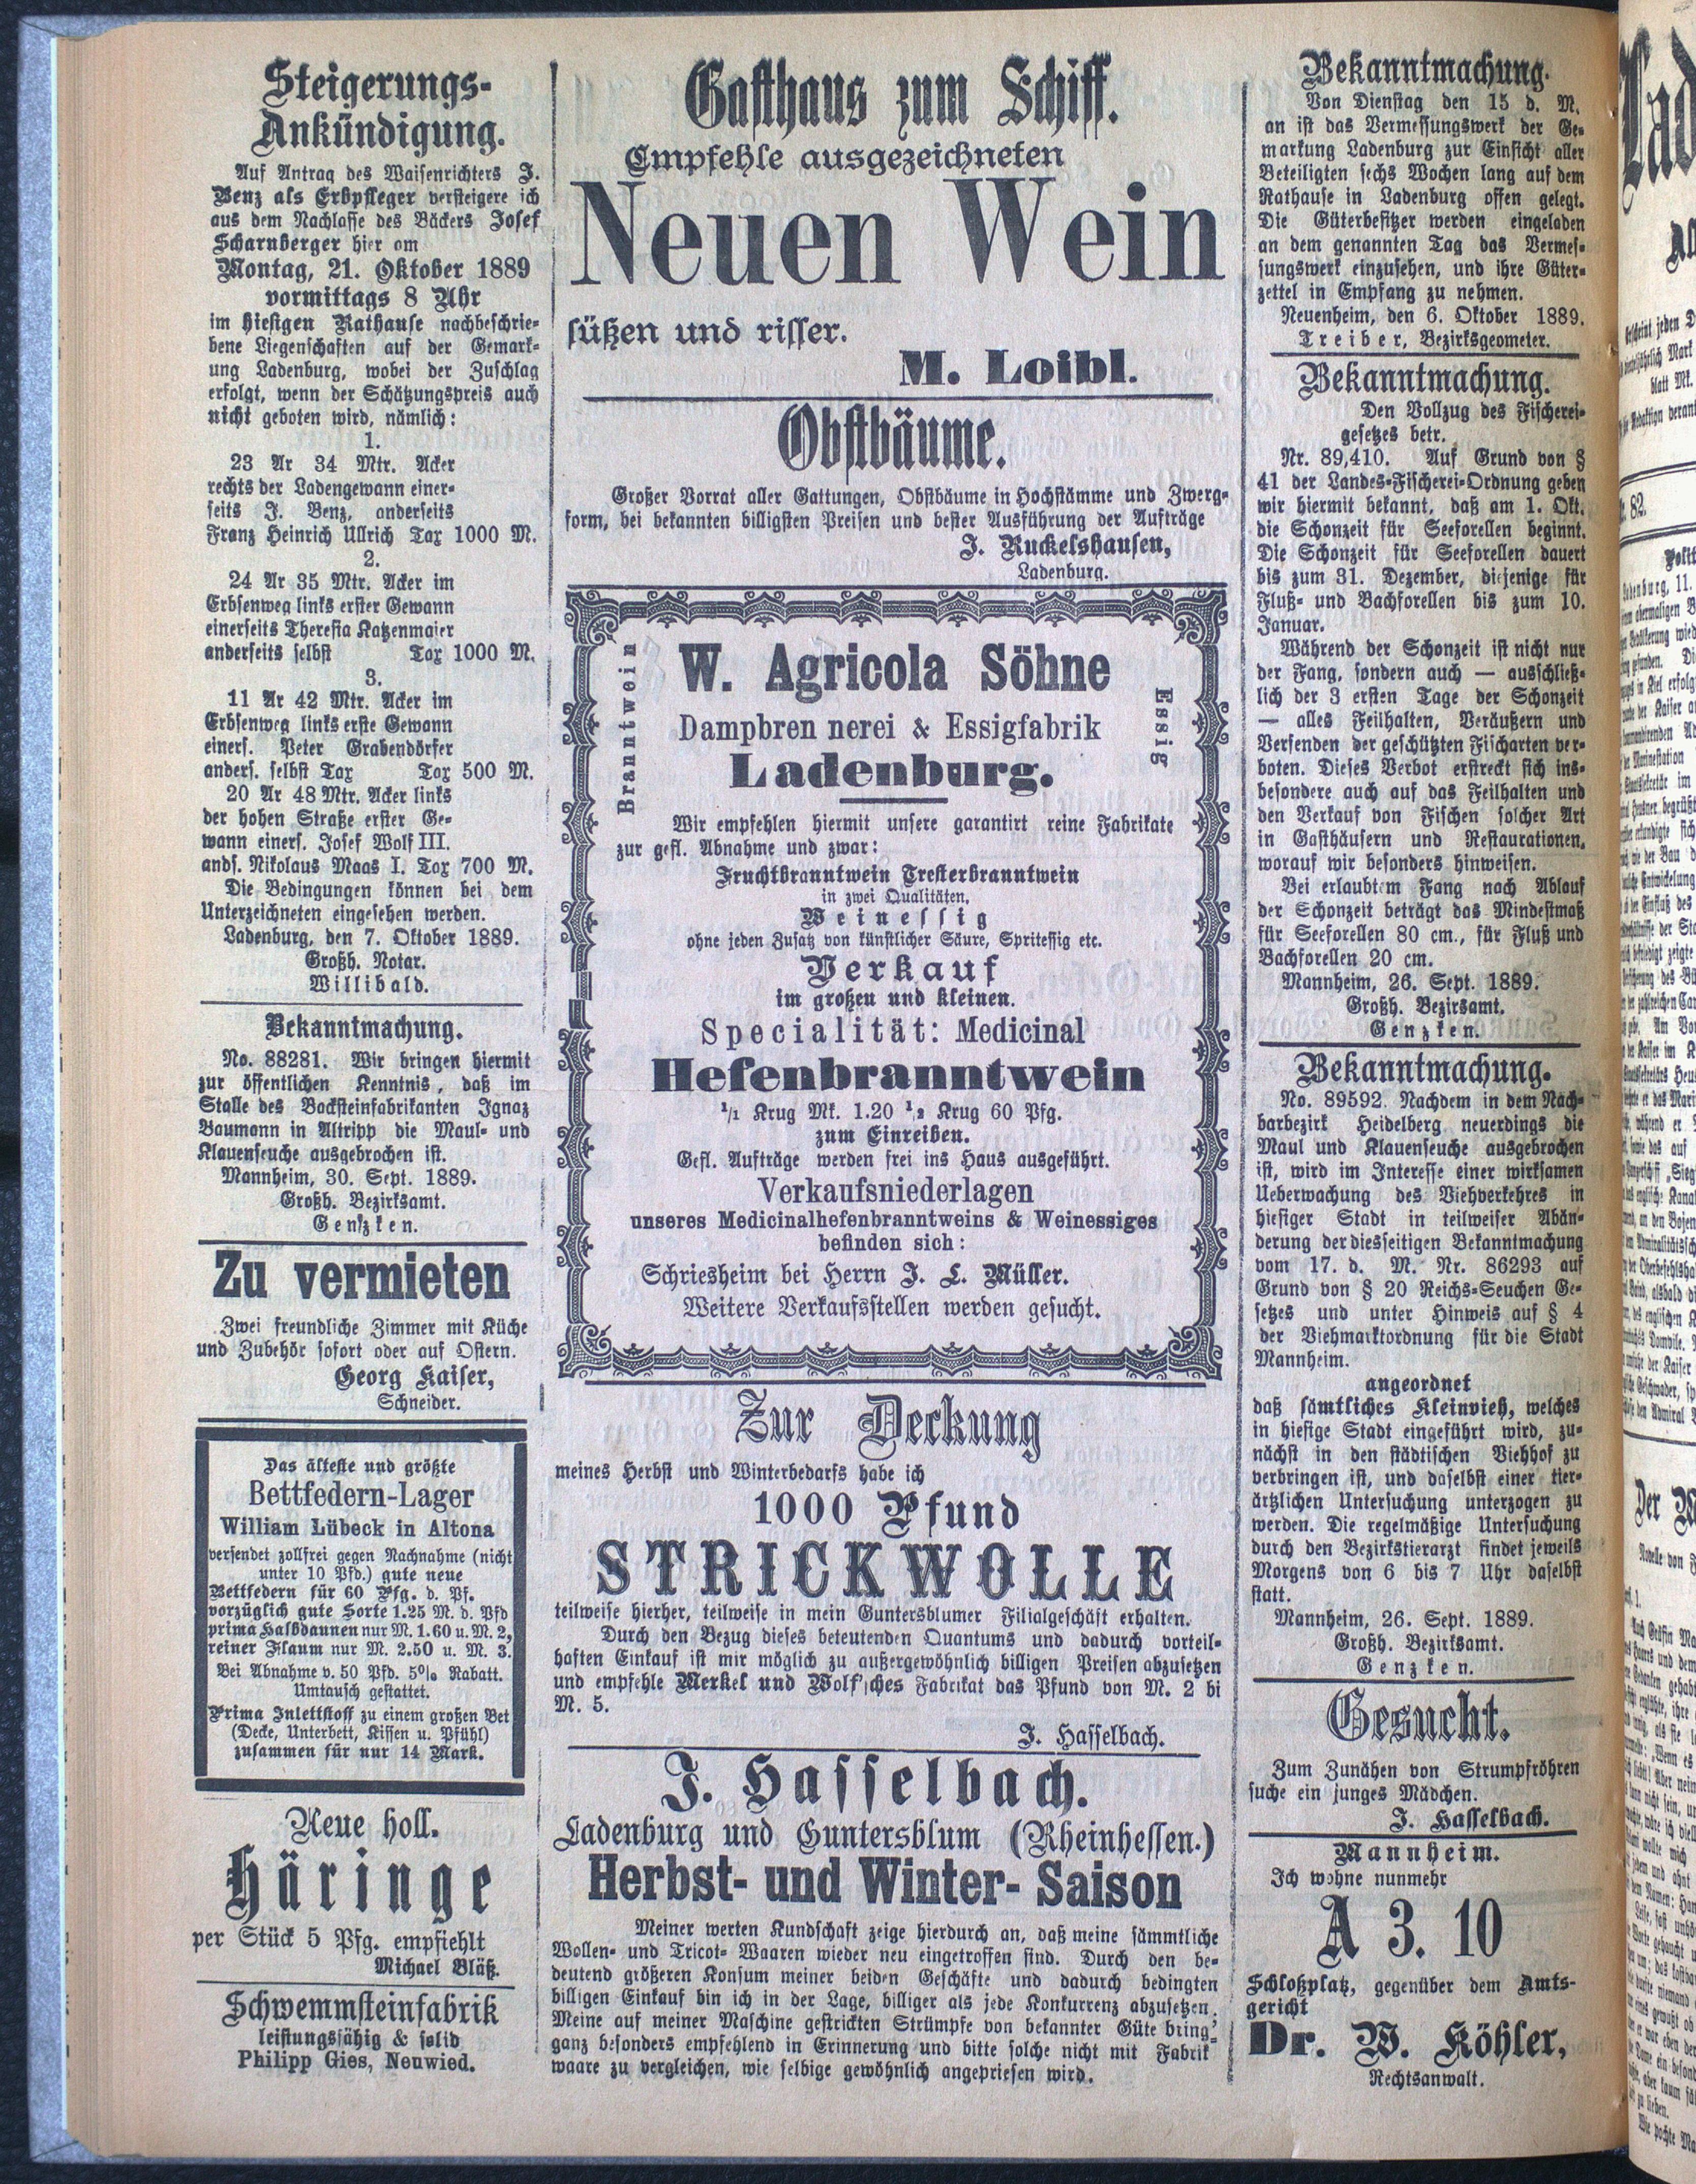 Steigerungs-
Ankündigung.
Auf Antrag des Waisenrichters J.
Benz als Erbpfleger versteigere ich
aus dem Nachlasse des Bäckers Josef
Scharnberger hier am
Montag, 21. Oktober 1889
vormittags 8 Uhr
im hiesigen Rathause nachbeschrie-
bene Liegenschaften auf der Gemark-
ung Ladenburg, wobei der Zuschlag
erfolgt, wenn der Schätzungspreis auch
nicht geboten wird, nämlich:
1.
23 Ar 34 Mtr. Acker
rechts der Ladengewann einer-
seits J. Benz, anderseits
Franz Heinrich Ullrich Tax 1000 M.
2.
24 Ar 35 Mtr. Acker im
Erbsenweg links erster Gewann
einerseits Theresia Katzenmaier
anderseits selbst Tax 1000 M.
3.
11 Ar 42 Mtr. Acker im
Erbsenweg links erste Gewann
einers. Peter Grabendörfer
anders. selbst Tax Tax 500 M.
20 Ar 48 Mtr. Acker links
der hohen Straße erster Ge-
wann einers. Josef Wolf III.
ands. Nikolaus Maas I. Tax 700 M.
Die Bedingungen können bei dem
Unterzeichneten eingesehen werden.
Ladenburg, den 7. Oktober 1889.
Großh. Notar.
Willibald.
Bekanntmachung.
No. 88281. Wir bringen hiermit
zur öffentlichen Kenntnis, daß im
Stalle des Backsteinfabrikanten Ignaz
Baumann in Altripp die Maul- und
Klauenseuche ausgebrochen ist.
Mannheim, 30. Sept. 1889.
Großh. Bezirksamt.
Genzken.
Zu vermieten
Zwei freundliche Zimmer mit Küche
und Zubehör sofort oder auf Ostern.
Georg Kaiser,
Schneider.
Das älteste und größte
Bettfedern-Lager
William Lübeck in Altona
versendet zollfrei gegen Nachnahme (nicht
unter 10 Pfd.) gute neue
Bettfedern für 60 Pfg. d. Pf.
vorzüglich gute Sorte 1.25 M. d. Pfd
prima Halbdaunen nur M. 1.60 u. M. 2,
reiner Flaum nur M. 2.50 u. M. 3.
Bei Abnahme v. 50 Pfd. 5% Rabatt.
Umtausch gestattet.
Prima Inlettstoff zu einem großen Bet
(Decke, Unterbett, Kissen u. Pfühl)
zusammen für nur 14 Mark.
Neue holl.
Häringe
per Stück 5 Pfg. empfiehlt
Michael Bläß.
Schwemmsteinfabrik
leistungsfähig & solid
Philipp Gies, Neuwied.
Gasthaus zum Schiff.
Empfehle ausgezeichneten
Neuen Wein
süßen und risser.
M. Loibl.
Obstbäume.
Großer Vorrat aller Gattungen, Obstbäume in Hochstämme und Zwerg-
form, bei bekannten billigsten Preisen und bester Ausführung der Aufträge
J. Ruckelshausen,
Ladenburg.
Branntwein
Essig
W. Agricola Söhne
Dampbren nerei & Essigfabrik
Ladenburg.
Wir empfehlen hiermit unsere garantirt reine Fabrikate
zur gefl. Abnahme und zwar:
Fruchtbranntwein Tresterbranntwein
in zwei Qualitäten,
Weinessig
ohne jeden Zusatz von künstlicher Säure, Spritessig etc.
Verkauf
im großen und kleinen.
Specialität: Medicinal
Hefenbranntwein
1/1 Krug Mk. 1.20 1/2 Krug 60 Pfg.
zum Einreiben.
Gefl. Aufträge werden frei ins Haus ausgeführt.
Verkaufsniederlagen
unseres Medicinalhefenbranntweins & Weinessiges
befinden sich:
Schriesheim bei Herrn J. L. Müller.
Weitere Verkaufsstellen werden gesucht.
Zur Deckung
meines Herbst und Winterbedarfs habe ich
1000 Pfund
STRICKWOLLE
teilweise hierher, teilweise in mein Guntersblumer Filialgeschäft erhalten.
Durch den Bezug dieses beteutenden Quantums und dadurch vorteil-
haften Einkauf ist mir möglich zu außergewöhnlich billigen Preisen abzusetzen
und empfehle Merkel und Wolf'sches Fabrikat das Pfund von M. 2 bi
M. 5.
J. Hasselbach.
J. Hasselbach.
Ladenburg und Guntersblum (Rheinhessen.)
Herbst- und Winter- Saison
Meiner werten Kundschaft zeige hierdurch an, daß meine sämmtliche
Wollen- und Tricot- Waaren wieder neu eingetroffen sind. Durch den be-
deutend größeren Konsum meiner beiden Geschäfte und dadurch bedingten
billigen Einkauf bin ich in der Lage, billiger als jede Konkurrenz abzusetzen.
Meine auf meiner Maschine gestrickten Strümpfe von bekannter Güte bring'
ganz besonders empfehlend in Erinnerung und bitte solche nicht mit Fabrik-
waare zu vergleichen, wie selbige gewöhnlich angepriesen wird.
Bekanntmachung.
Von Dienstag den 15 d. M.
an ist das Vermessungswerk der Ge-
markung Ladenburg zur Einsicht aller
Beteiligten sechs Wochen lang auf dem
Rathause in Ladenburg offen gelegt.
Die Güterbesitzer werden eingeladen
an dem genannten Tag das Vermes-
sungswerk einzusehen, und ihre Güter-
zettel in Empfang zu nehmen.
Neuenheim, den 6. Oktober 1889.
Treiber, Bezirksgeometer.
Bekanntmachung.
Den Vollzug des Fischerei-
gesetzes betr.
Nr. 89,410. Auf Grund von §
41 der Landes-Fischerei-Ordnung geben
wir hiermit bekannt, daß am 1. Okt.
die Schonzeit für Seeforellen beginnt.
Die Schonzeit für Seeforellen dauert
bis zum 31. Dezember, diejenige für
Fluß- und Bachforellen bis zum 10.
Januar.
Während der Schonzeit ist nicht nur
der Fang, sondern auch — ausschließ-
lich der 3 ersten Tage der Schonzeit
— alles Feilhalten, Veräußern und
Versenden der geschützten Fischarten ver-
boten. Dieses Verbot erstreckt sich ins-
besondere auch auf das Feilhalten und
den Verkauf von Fischen solcher Art
in Gasthäusern und Restaurationen,
worauf wir besonders hinweisen.
Bei erlaubtem Fang nach Ablauf
der Schonzeit beträgt das Mindestmaß
für Seeforellen 80 cm., für Fluß und
Bachforellen 20 cm.
Mannheim, 26. Sept. 1889.
Großh. Bezirksamt.
Genzken.
Bekanntmachung.
No. 89592. Nachdem in dem Nach-
barbezirk Heidelberg neuerdings die
Maul und Klauenseuche ausgebrochen
ist, wird im Interesse einer wirksamen
Ueberwachung des Viehverkehres in
hiesiger Stadt in teilweiser Abän-
derung der diesseitigen Bekanntmachung
vom 17. d. M. Nr. 86293 auf
Grund von § 20 Reichs-Seuchen Ge-
setzes und unter Hinweis auf § 4
der Viehmarktordnung für die Stadt
Mannheim.
angeordnet
daß sämtliches Kleinvieh, welches
in hiesige Stadt eingeführt wird, zu-
nächst in den städtischen Viehhof zu
verbringen ist, und daselbst einer tier-
ärtzlichen Untersuchung unterzogen zu
werden. Die regelmäßige Untersuchung
durch den Bezirkstierarzt findet jeweils
Morgens von 6 bis 7 Uhr daselbst
statt.
Mannheim, 26. Sept. 1889.
Großh. Bezirksamt.
Genzken.
Gesucht.
Zum Zunähen von Strumpfröhren
suche ein junges Mädchen.
J. Hasselbach.
Mannheim.
Ich wohne nunmehr
A 3. 10
Schloßplatz, gegenüber dem Amts-
gericht
Dr. W. Köhler,
Rechtsanwalt.